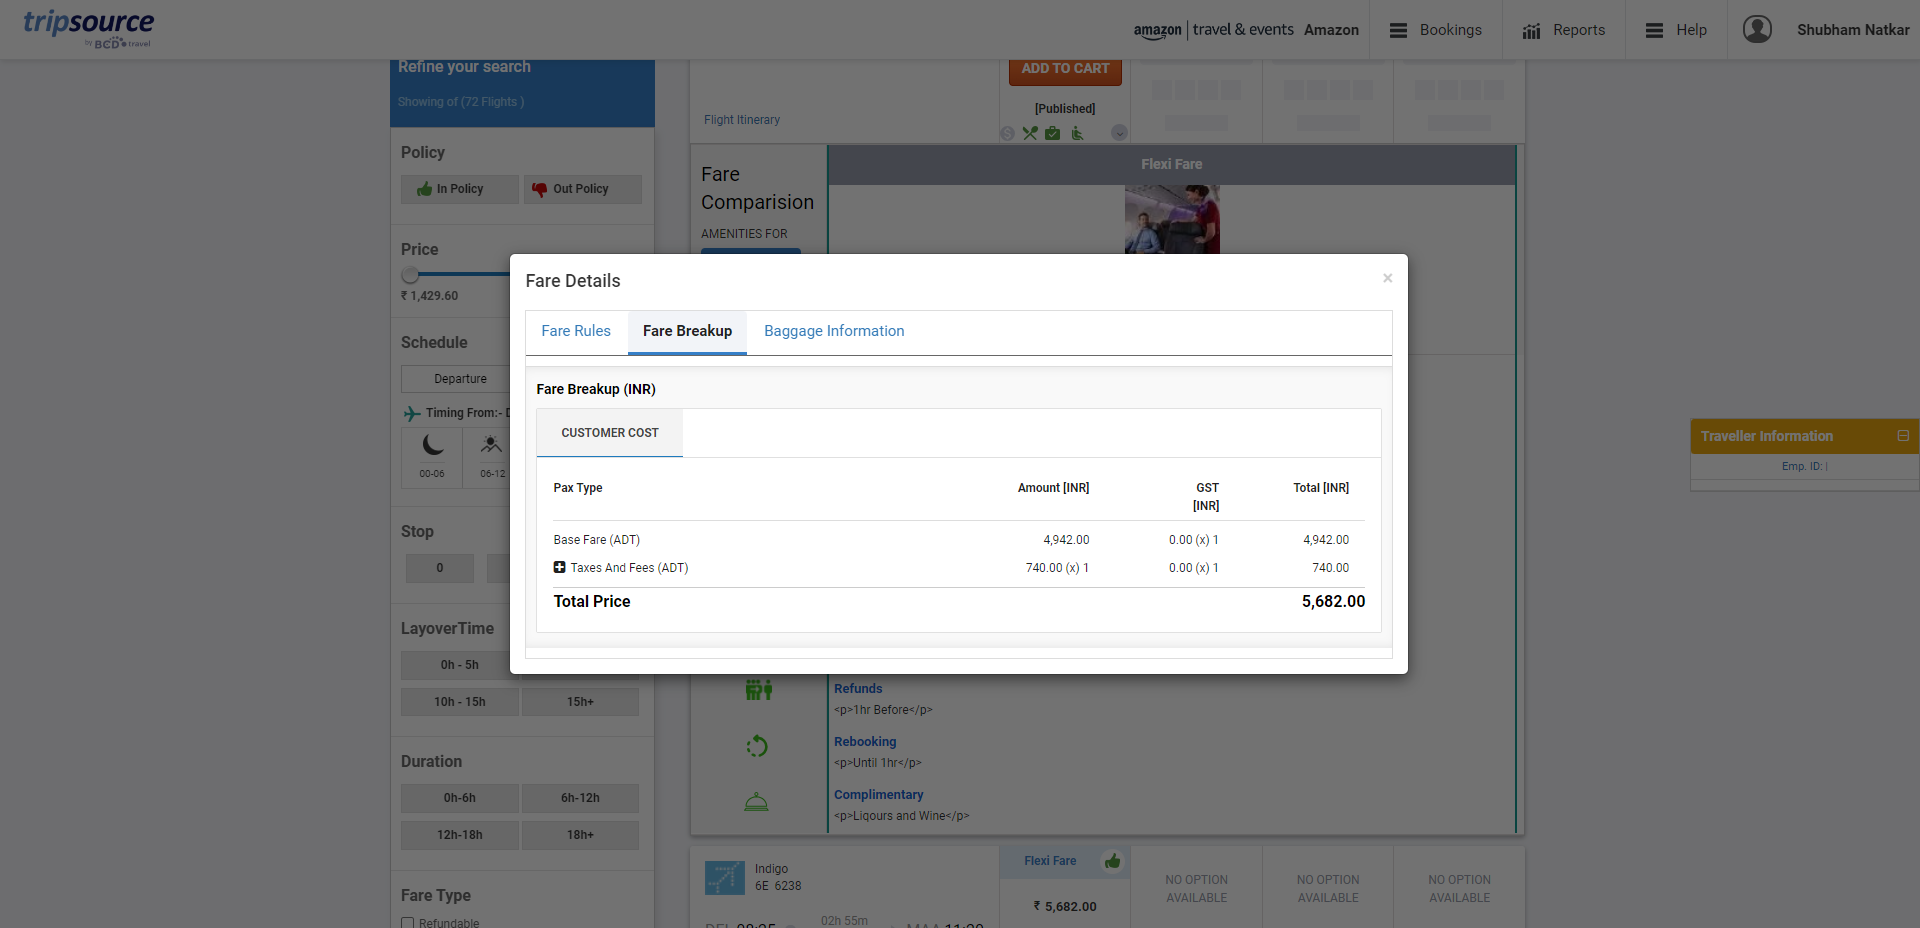 tripsource
by BCD travel
amazon | travel & events Amazon
Bookings
Reports
Help
Shubham Natkar
Refine your search
Showing of (72 Flights )
Policy
In Policy
Out Policy
Price
₹ 1,429.60
Schedule
Departure
Timing From:- D
00-06
06-12
Stop
0
LayoverTime
0h - 5h
10h - 15h
15h+
Duration
0h-6h
6h-12h
12h-18h
18h+
Fare Type
Refundable
ADD TO CART
[Published]
Flight Itinerary
Fare
Comparision
AMENITIES FOR
Flexi Fare
Fare Details
×
Fare Rules
Fare Breakup
Baggage Information
Fare Breakup (INR)
CUSTOMER COST
Pax Type Amount [INR] GST Total [INR]
[INR]
Base Fare (ADT) 4,942.00 0.00 (x) 1 4,942.00
Taxes And Fees (ADT) 740.00 (x) 1 0.00 (x) 1 740.00
Total Price 5,682.00
Refunds
<p>1hr Before</p>
Rebooking
<p>Until 1hr</p>
Complimentary
<p>Liqours and Wine</p>
Indigo
6E 6238
02h 55m
Flexi Fare
₹ 5,682.00
NO OPTION
AVAILABLE
NO OPTION
AVAILABLE
NO OPTION
AVAILABLE
Traveller Information
Emp. ID: |